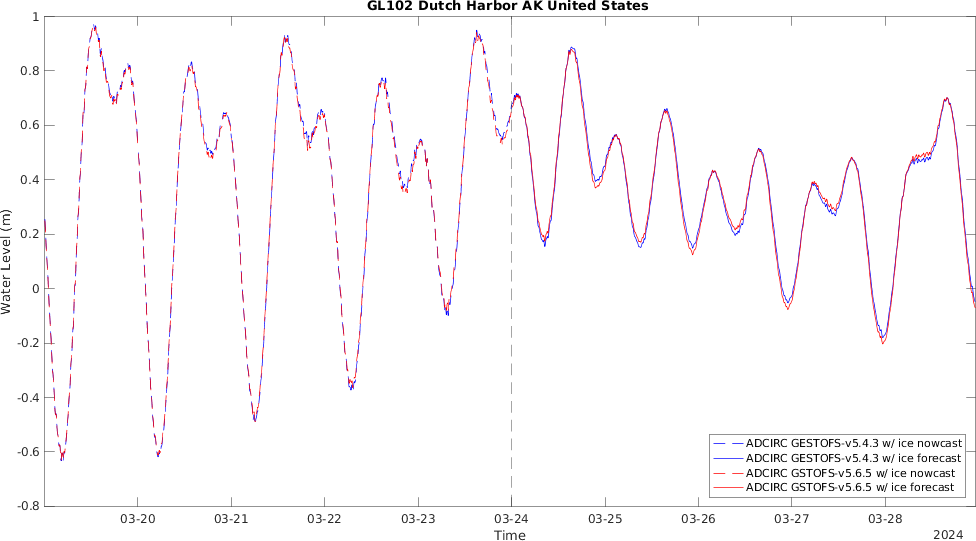 GL102 Dutch Harbor AK United States
1
0.8
0.6
0.4
0.2
0
-0.2
-0.4
-0.6
-0.8
Water Level (m)
ADCIRC GESTOFS-v5.4.3 w/ ice nowcast
ADCIRC GESTOFS-v5.4.3 w/ ice forecast
ADCIRC GSTOFS-v5.6.5 w/ ice nowcast
ADCIRC GSTOFS-v5.6.5 w/ ice forecast
03-20 03-21 03-22 03-23 03-24 03-25 03-26 03-27 03-28
Time
2024